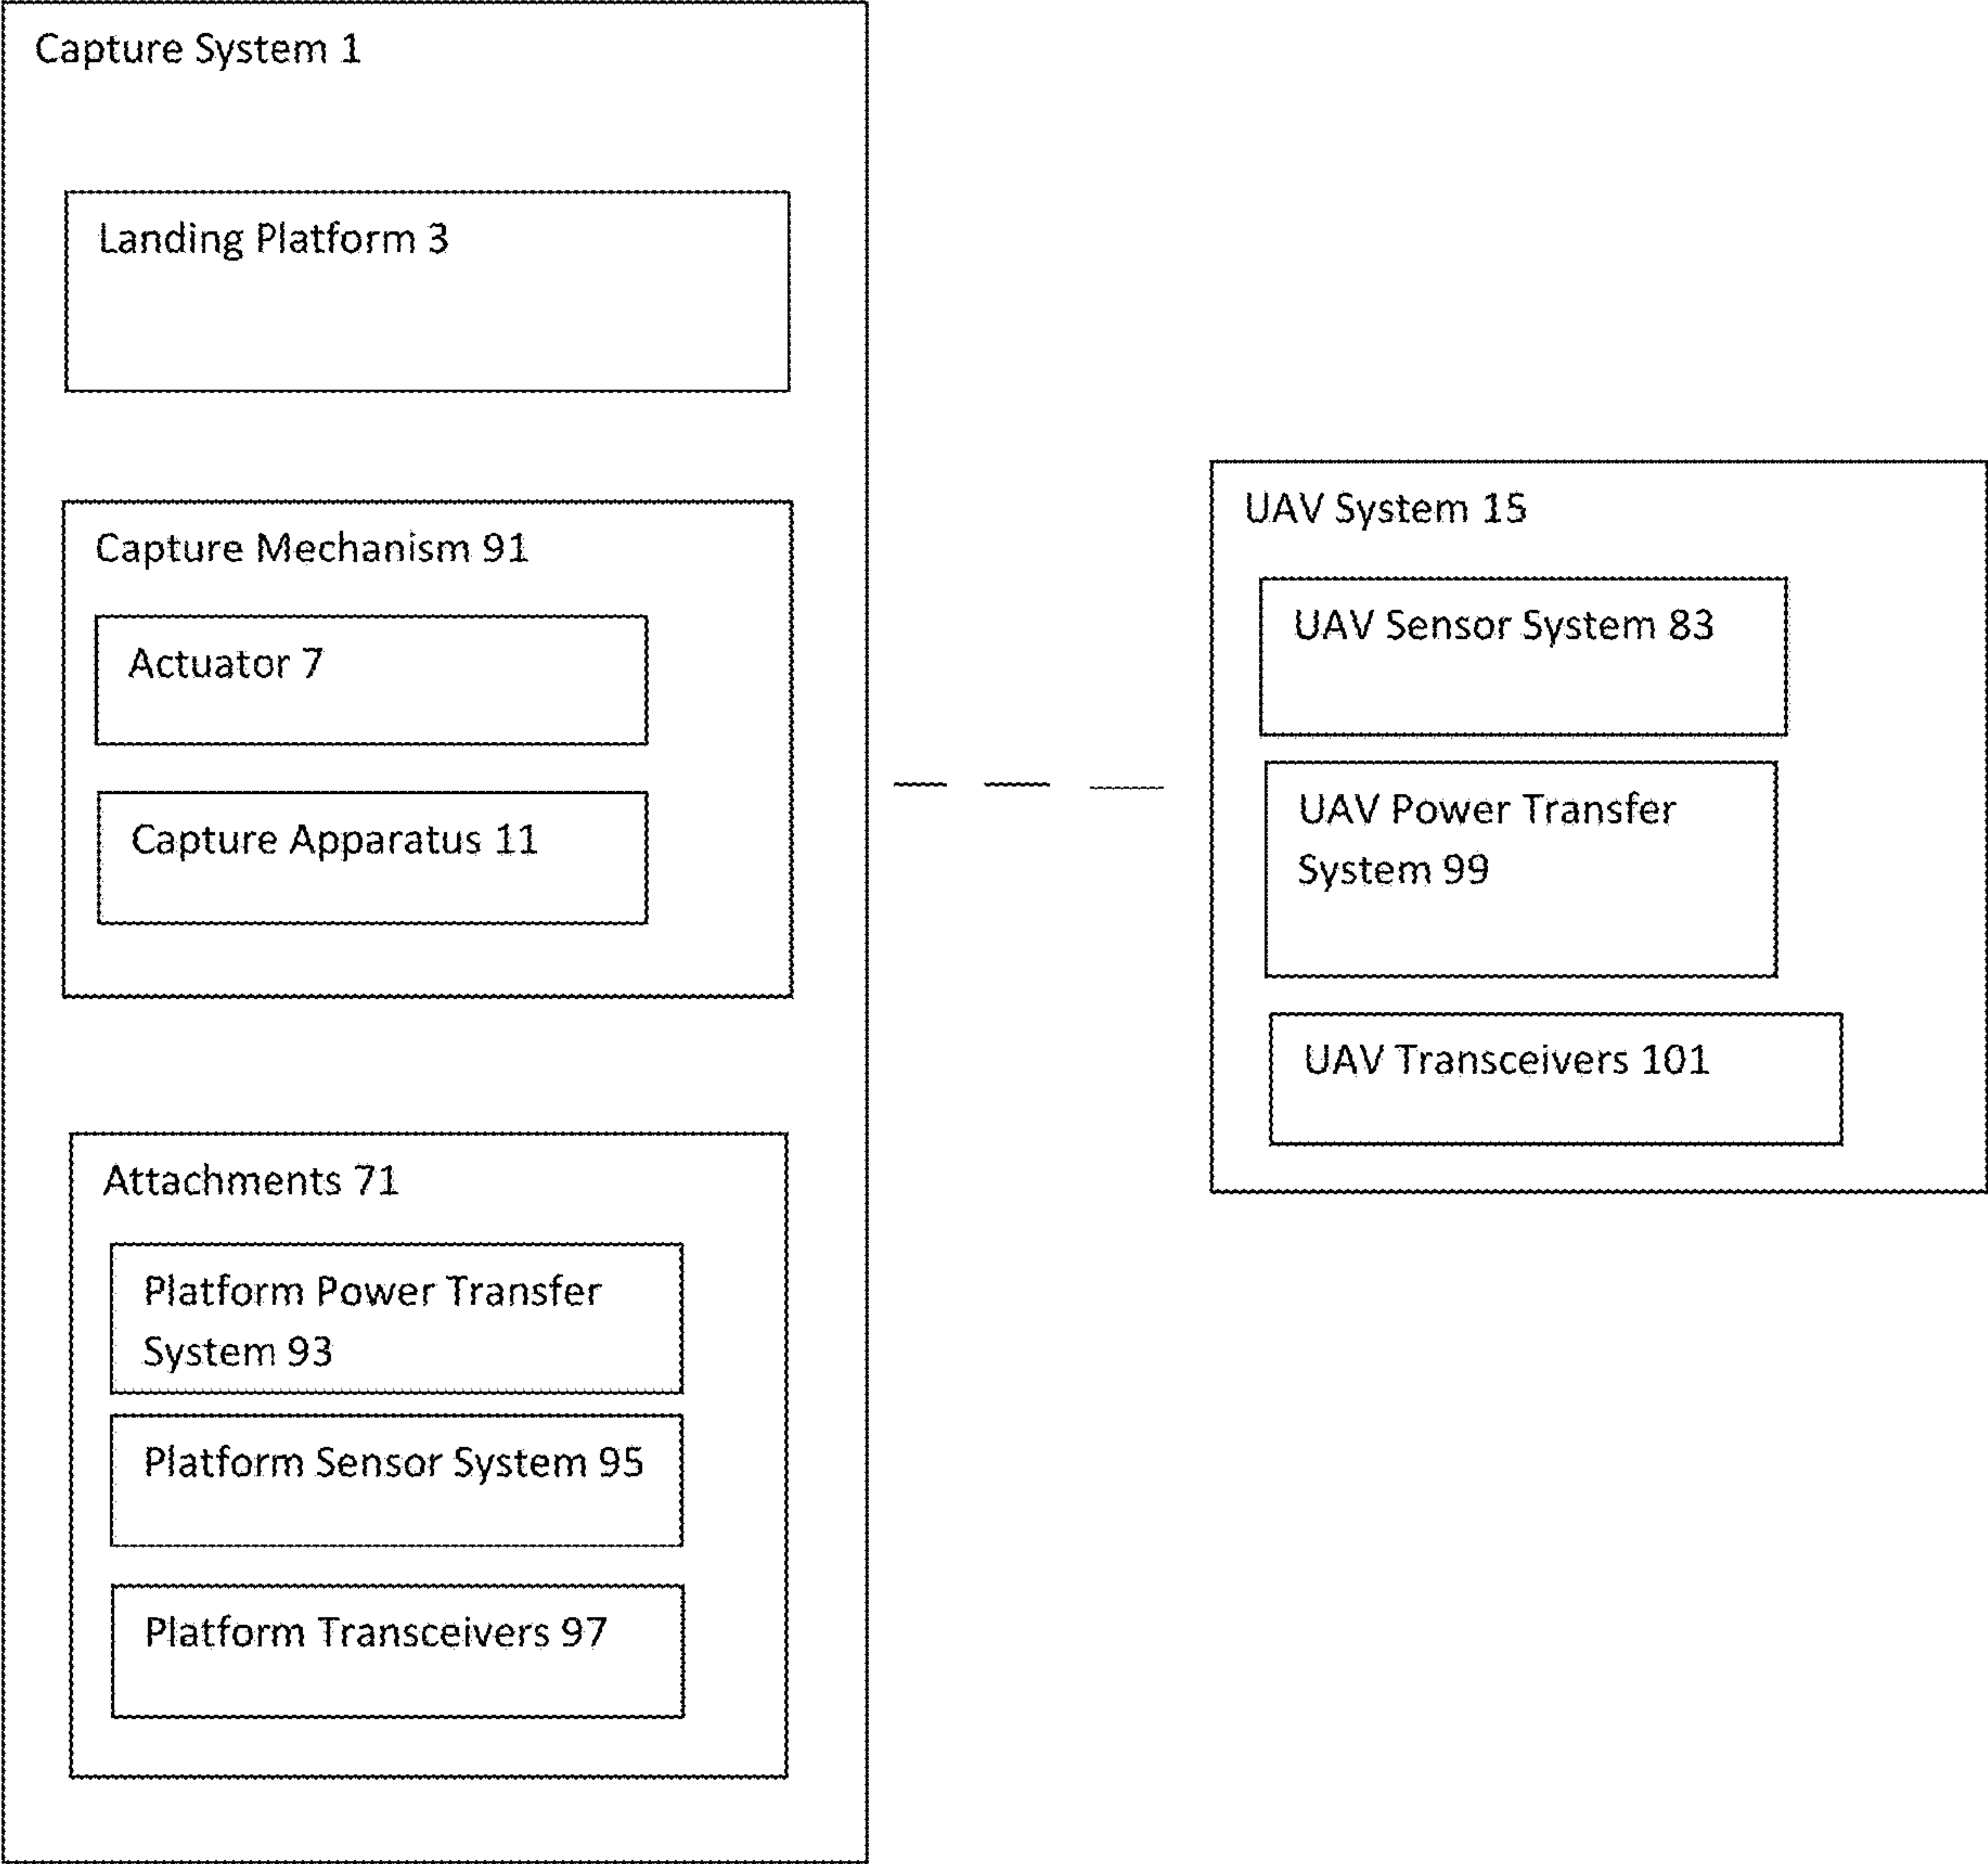 Capture System 1
Landing Platform 3
Capture Mechanism 91
Actuator 7
Capture Apparatus 11
Attachments 71
Platform Power Transfer
System 93
Platform Sensor System 95
Platform Transceivers 97
UAV System 15
UAV Sensor System 83
UAV Power Transfer
System 99
UAV Transceivers 101